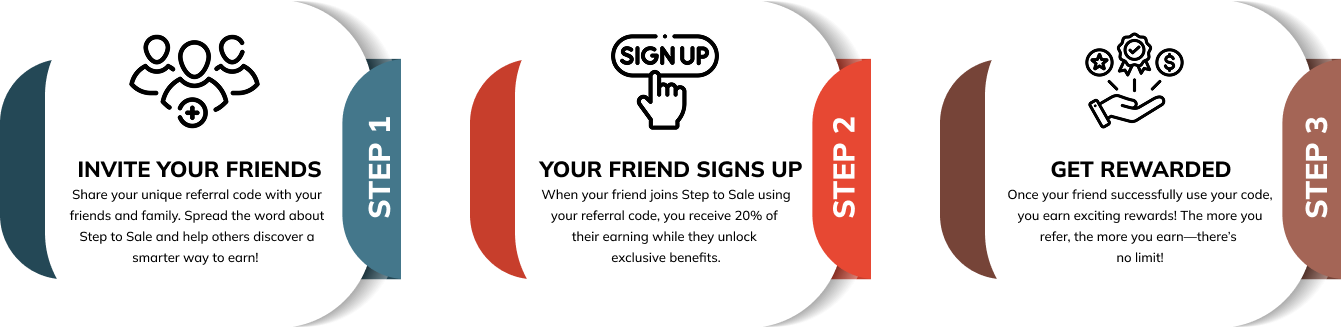 INVITE YOUR FRIENDS
Share your unique referral code with your
friends and family. Spread the word about
Step to Sale and help others discover a
smarter way to earn!
STEP 1
SIGN UP
YOUR FRIEND SIGNS UP
When your friend joins Step to Sale using
your referral code, you receive 20% of
their earning while they unlock
exclusive benefits.
STEP 2
$
GET REWARDED
Once your friend successfully use your code,
you earn exciting rewards! The more you
refer, the more you earn—there’s
no limit!
STEP 3